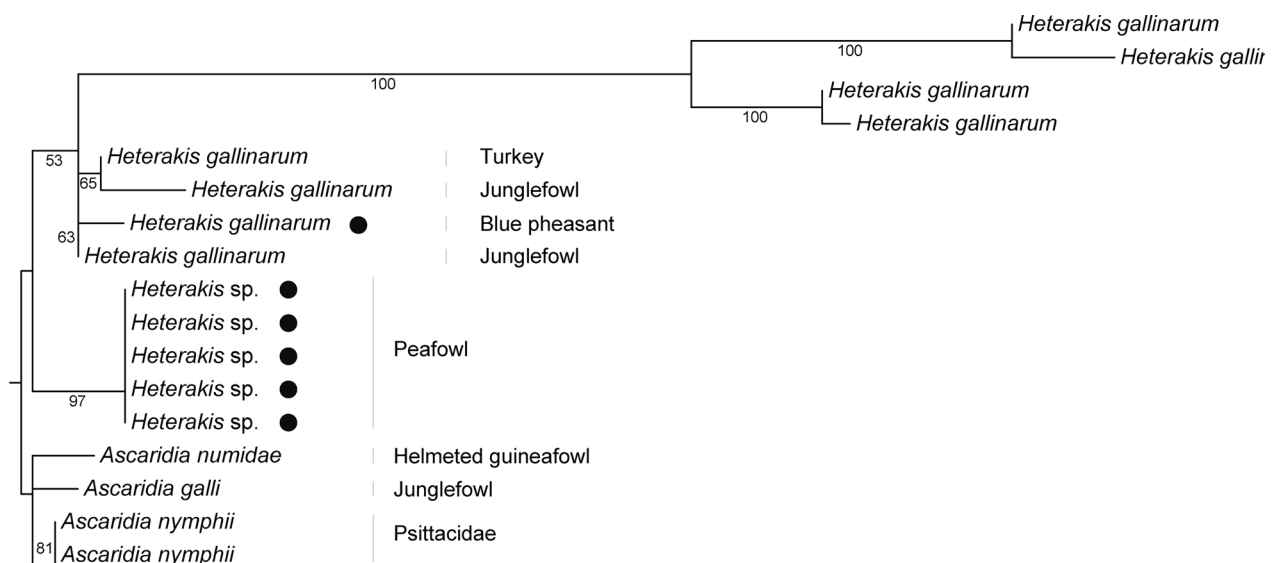 Heterakis gallinarum
100
Heterakis gallir
100
Heterakis gallinarum
100
Heterakis gallinarum
53
Heterakis gallinarum Turkey
65
Heterakis gallinarum Junglefowl
Heterakis gallinarum Blue pheasant
63
Heterakis gallinarum Junglefowl
Heterakis sp.
Heterakis sp.
Heterakis sp. Peafowl
Heterakis sp.
97
Heterakis sp.
Ascaridia numidae Helmeted guineafowl
Ascaridia galli Junglefowl
Ascaridia nymphii Psittacidae
81
Ascaridia nymphii